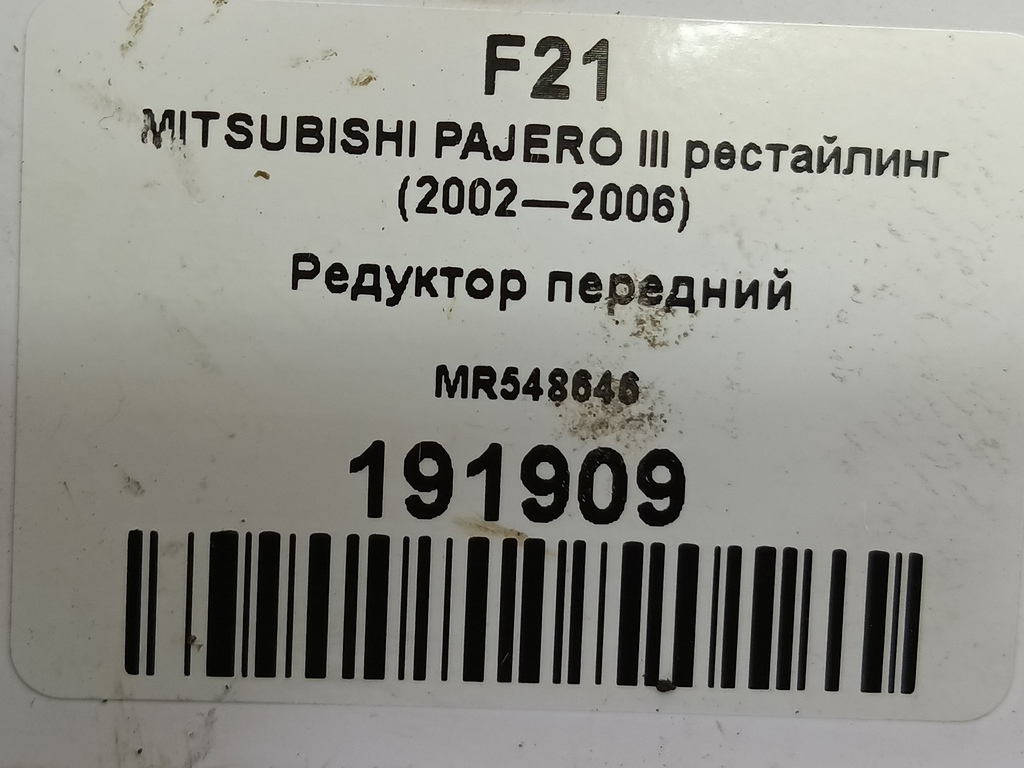 F21
MITSUBISHI PAJERO III рестайлинг
(2002—2006)
Редуктор передний
MR548646
191909